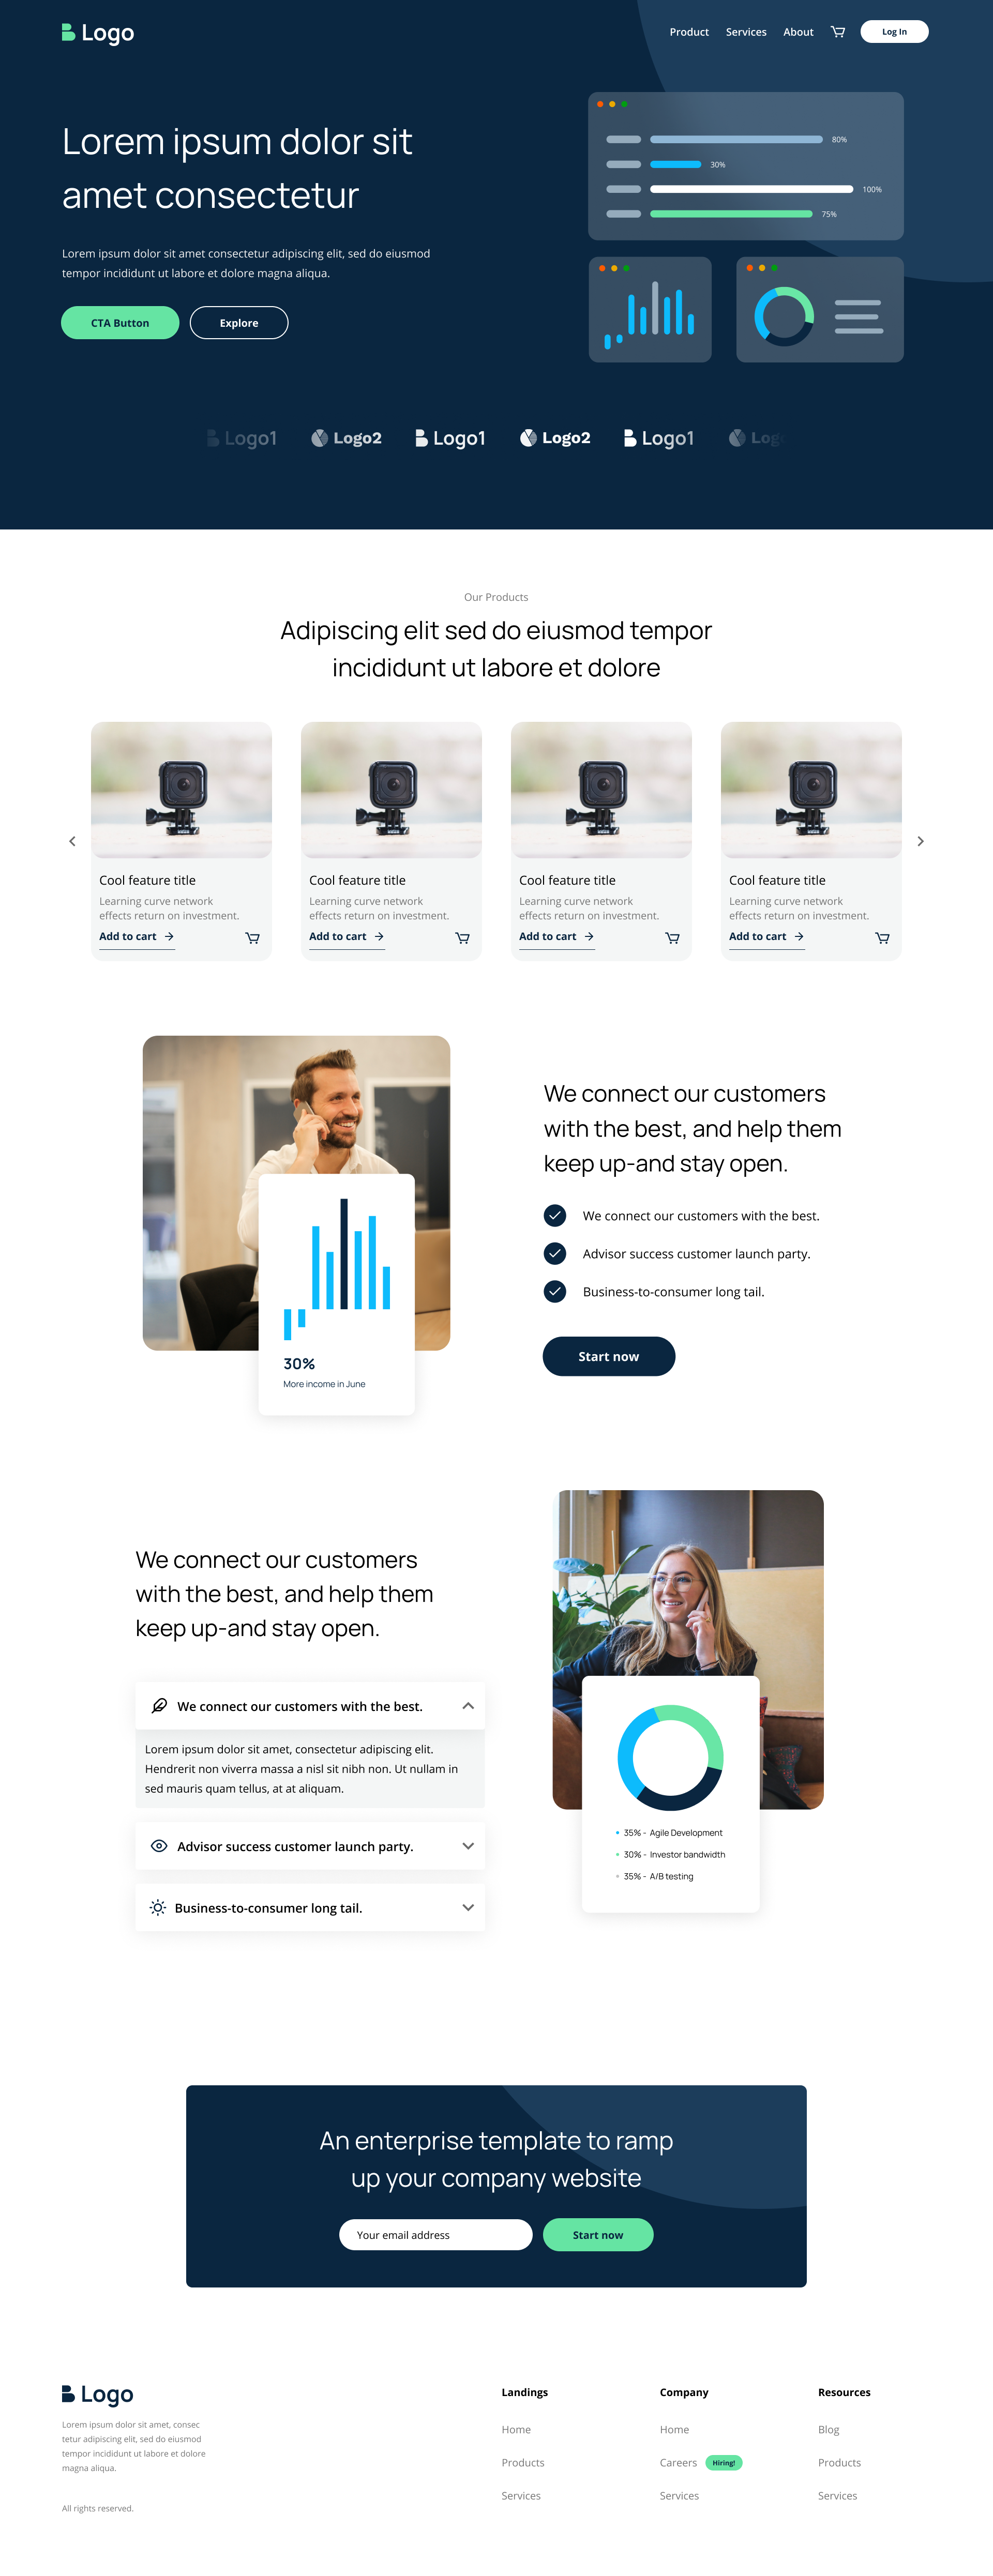 Logo
Product Services About
Log In
Lorem ipsum dolor sit
amet consectetur
Lorem ipsum dolor sit amet consectetur adipiscing elit, sed do eiusmod
tempor incididunt ut labore et dolore magna aliqua.
CTA Button
Explore
80%
30%
100%
75%
Logo1
Logo2
Logo1
Logo2
Logo1
Log
Our Products
Adipiscing elit sed do eiusmod tempor
incididunt ut labore et dolore
Cool feature title
Learning curve network
effects return on investment.
Add to cart
Cool feature title
Learning curve network
effects return on investment.
Add to cart
Cool feature title
Learning curve network
effects return on investment.
Add to cart
Cool feature title
Learning curve network
effects return on investment.
Add to cart
30%
More income in June
We connect our customers
with the best, and help them
keep up-and stay open.
We connect our customers with the best.
Advisor success customer launch party.
Business-to-consumer long tail.
Start now
We connect our customers
with the best, and help them
keep up-and stay open.
We connect our customers with the best.
Lorem ipsum dolor sit amet, consectetur adipiscing elit.
Hendrerit non viverra massa a nisl sit nibh non. Ut nullam in
sed mauris quam tellus, at at aliquam.
Advisor success customer launch party.
Business-to-consumer long tail.
35% - Agile Development
30% - Investor bandwidth
35% - A/B testing
An enterprise template to ramp
up your company website
Your email address
Start now
Logo
Lorem ipsum dolor sit amet, consec
tetur adipiscing elit, sed do eiusmod
tempor incididunt ut labore et dolore
magna aliqua.
All rights reserved.
Landings
Home
Products
Services
Company
Home
Careers Hiring!
Services
Resources
Blog
Products
Services